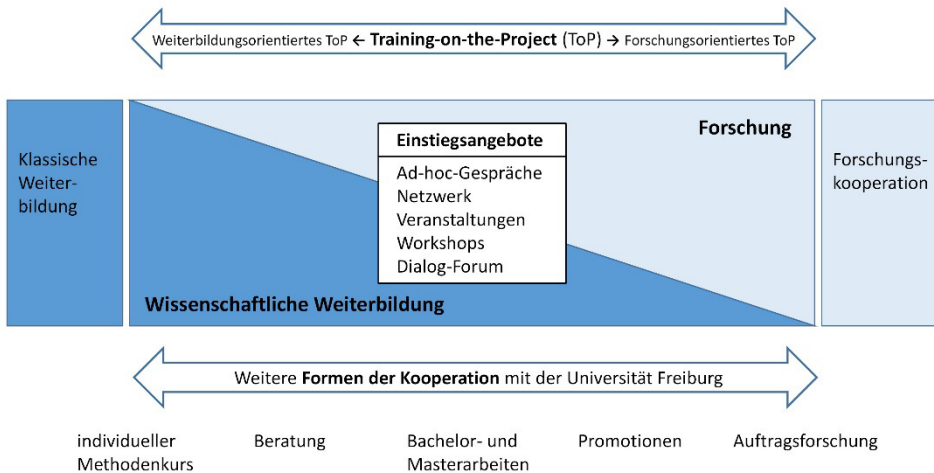 Weiterbildungsorientiertes ToP ← Training-on-the-Project (ToP) → Forschungsorientiertes ToP
Klassische
Weiter-
bildung
Einstiegsangebote
Ad-hoc-Gespräche
Netzwerk
Veranstaltungen
Workshops
Dialog-Forum
Forschung
Forschungs-
kooperation
Wissenschaftliche Weiterbildung
Weitere Formen der Kooperation mit der Universität Freiburg
individueller
Methodenkurs
Beratung
Bachelor- und
Masterarbeiten
Promotionen
Auftragsforschung